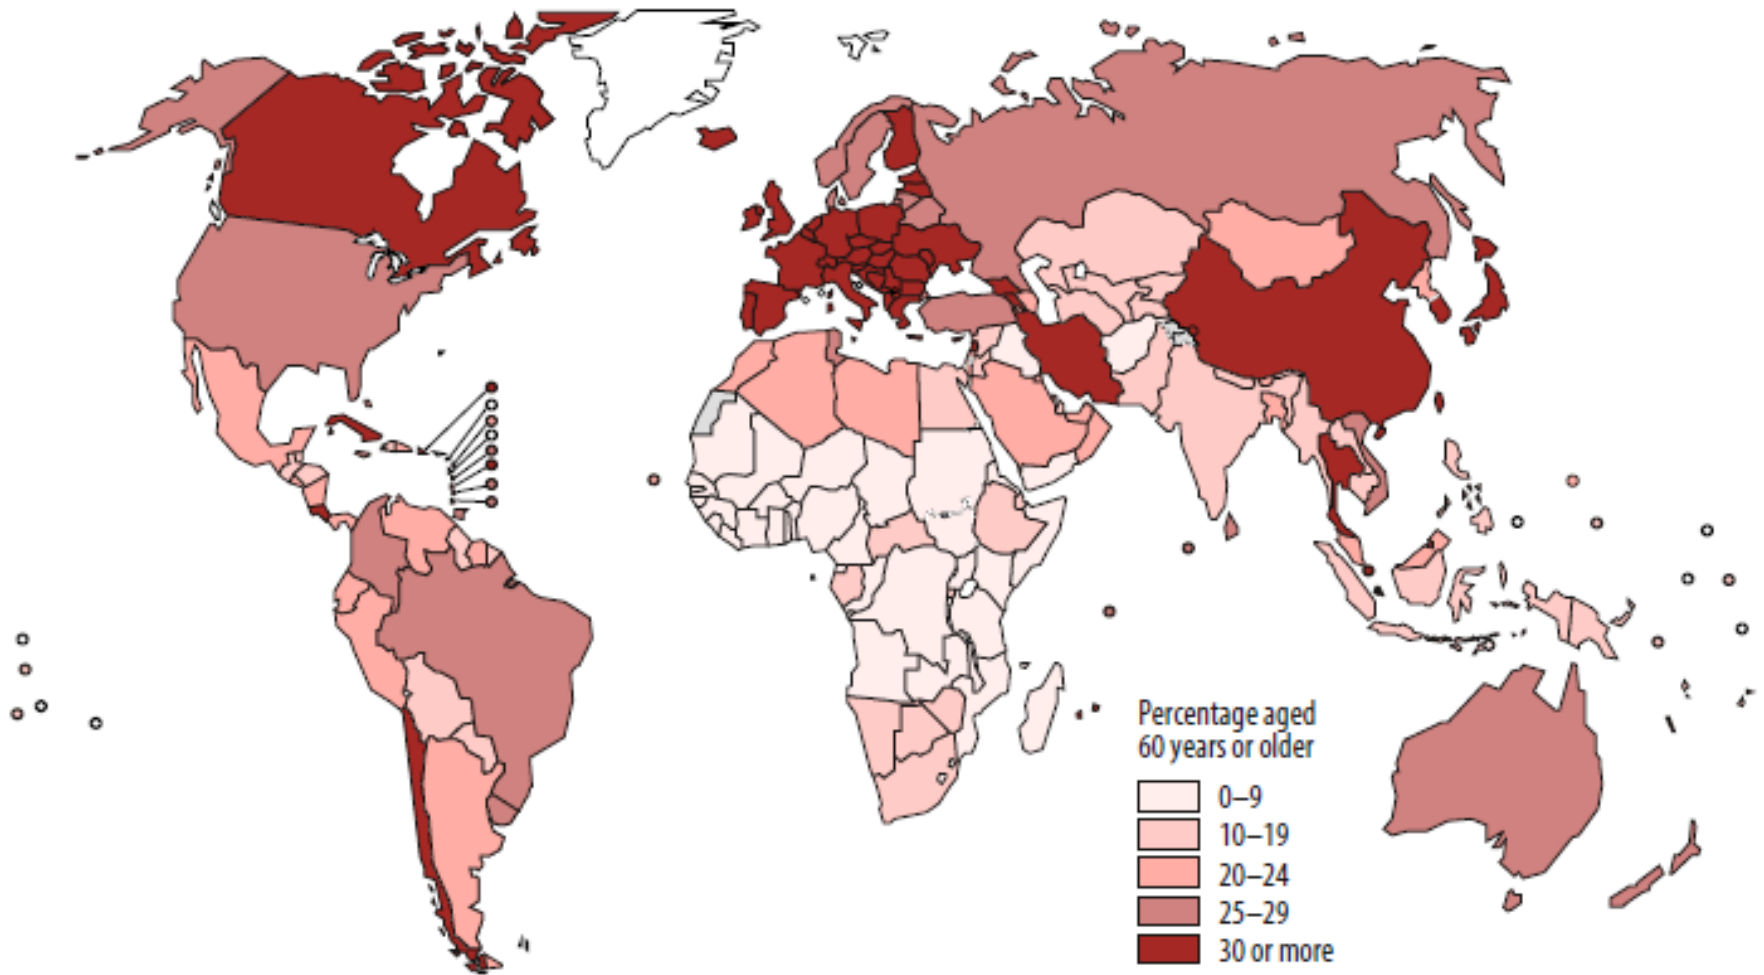 Percentage aged
60 years or older
0–9
10–19
20–24
25–29
30 or more